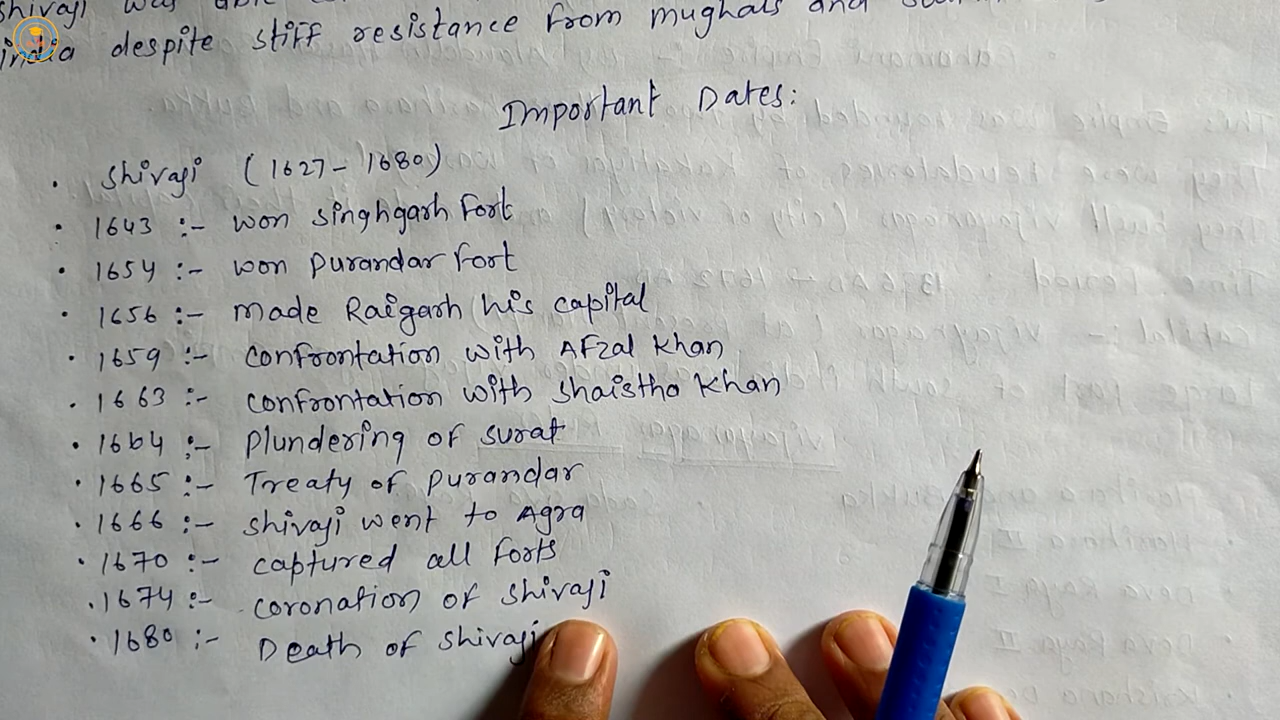 shivaji was able
india despite stiff resistance from mughals and
Important Dates:
. Shivaji (1627 - 1680)
. 1643 :- won singhgarh Fort
. 1654 :- won Purandar Fort
. 1656 :- made Raigarh his capital
. 1659 :- confrontation with AFzal Khan
. 1663 :- confrontation with shaistha Khan
. 1664 :- Plundering of surat
. 1665 :- Treaty of Purandar
. 1666 :- shivaji went to Agra
. 1670 :- captured all forts
. 1674 :- coronation of shivaji
. 1680 :- Death of shivaji